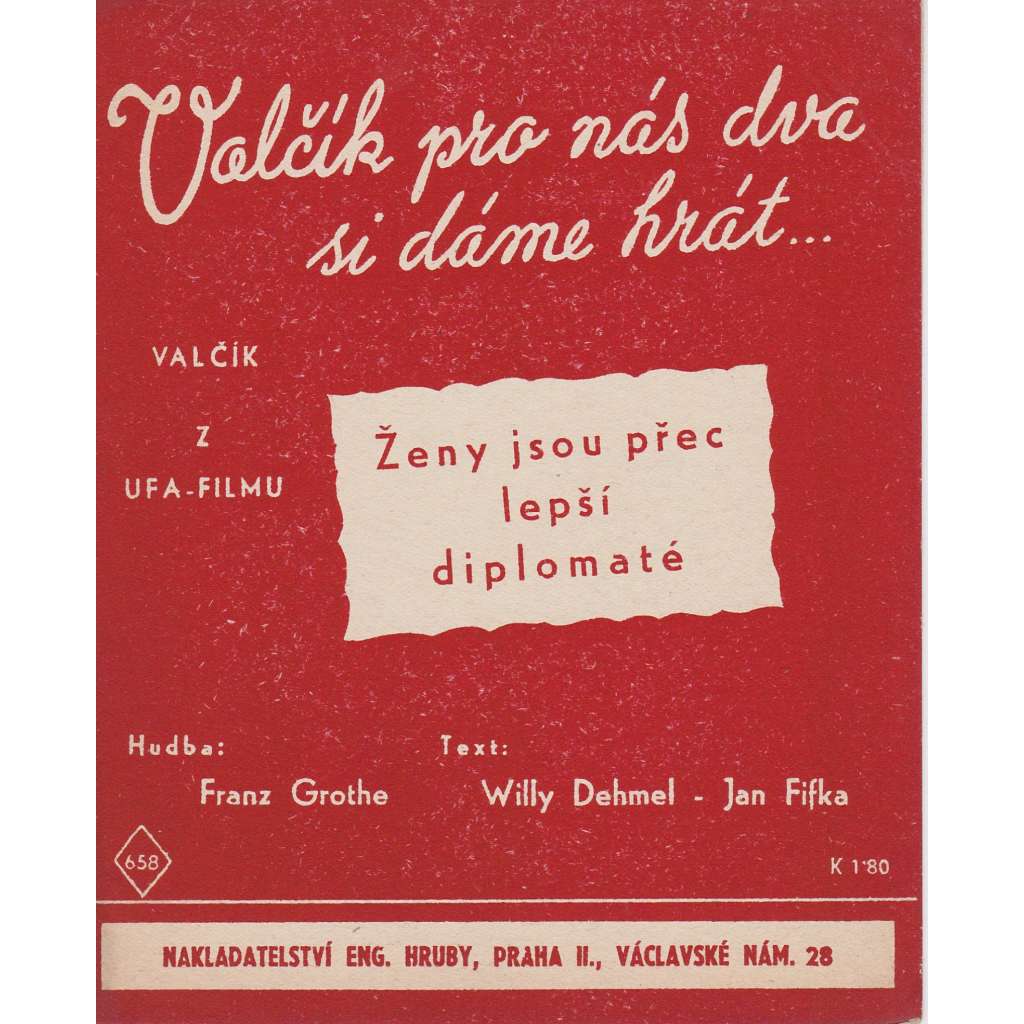 Valčík pro nás dva
si dáme hrát...
VALČÍK
Z
UFA-FILMU
Ženy jsou přec
lepší
diplomaté
Hudba:
Franz Grothe
Text:
Willy Dehmel - Jan Fifka
658
K 1·80
NAKLADATELSTVÍ ENG. HRUBY, PRAHA II., VÁCLAVSKÉ NÁM. 28